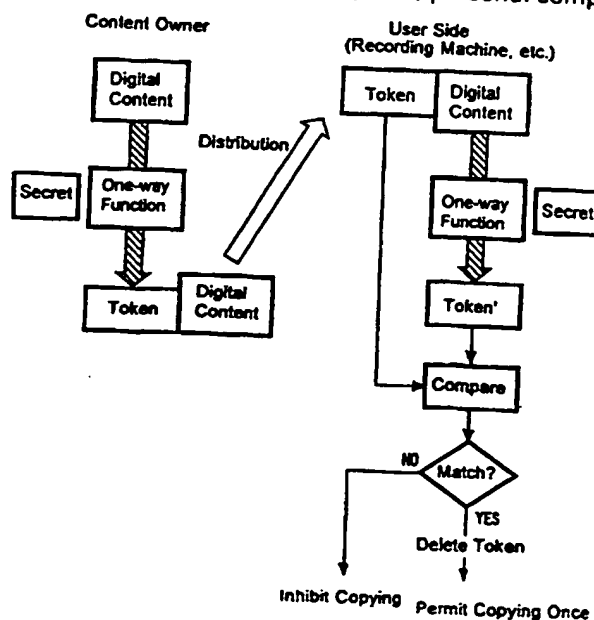 Content Owner
Digital
Content
Secret
One-way
Function
Token
Digital
Content
Distribution
User Side
(Recording Machine, etc.)
Token
Digital
Content
One-way
Function
Secret
Token'
Compare
Match?
NO
YES
Delete Token
Inhibit Copying
Permit Copying Once